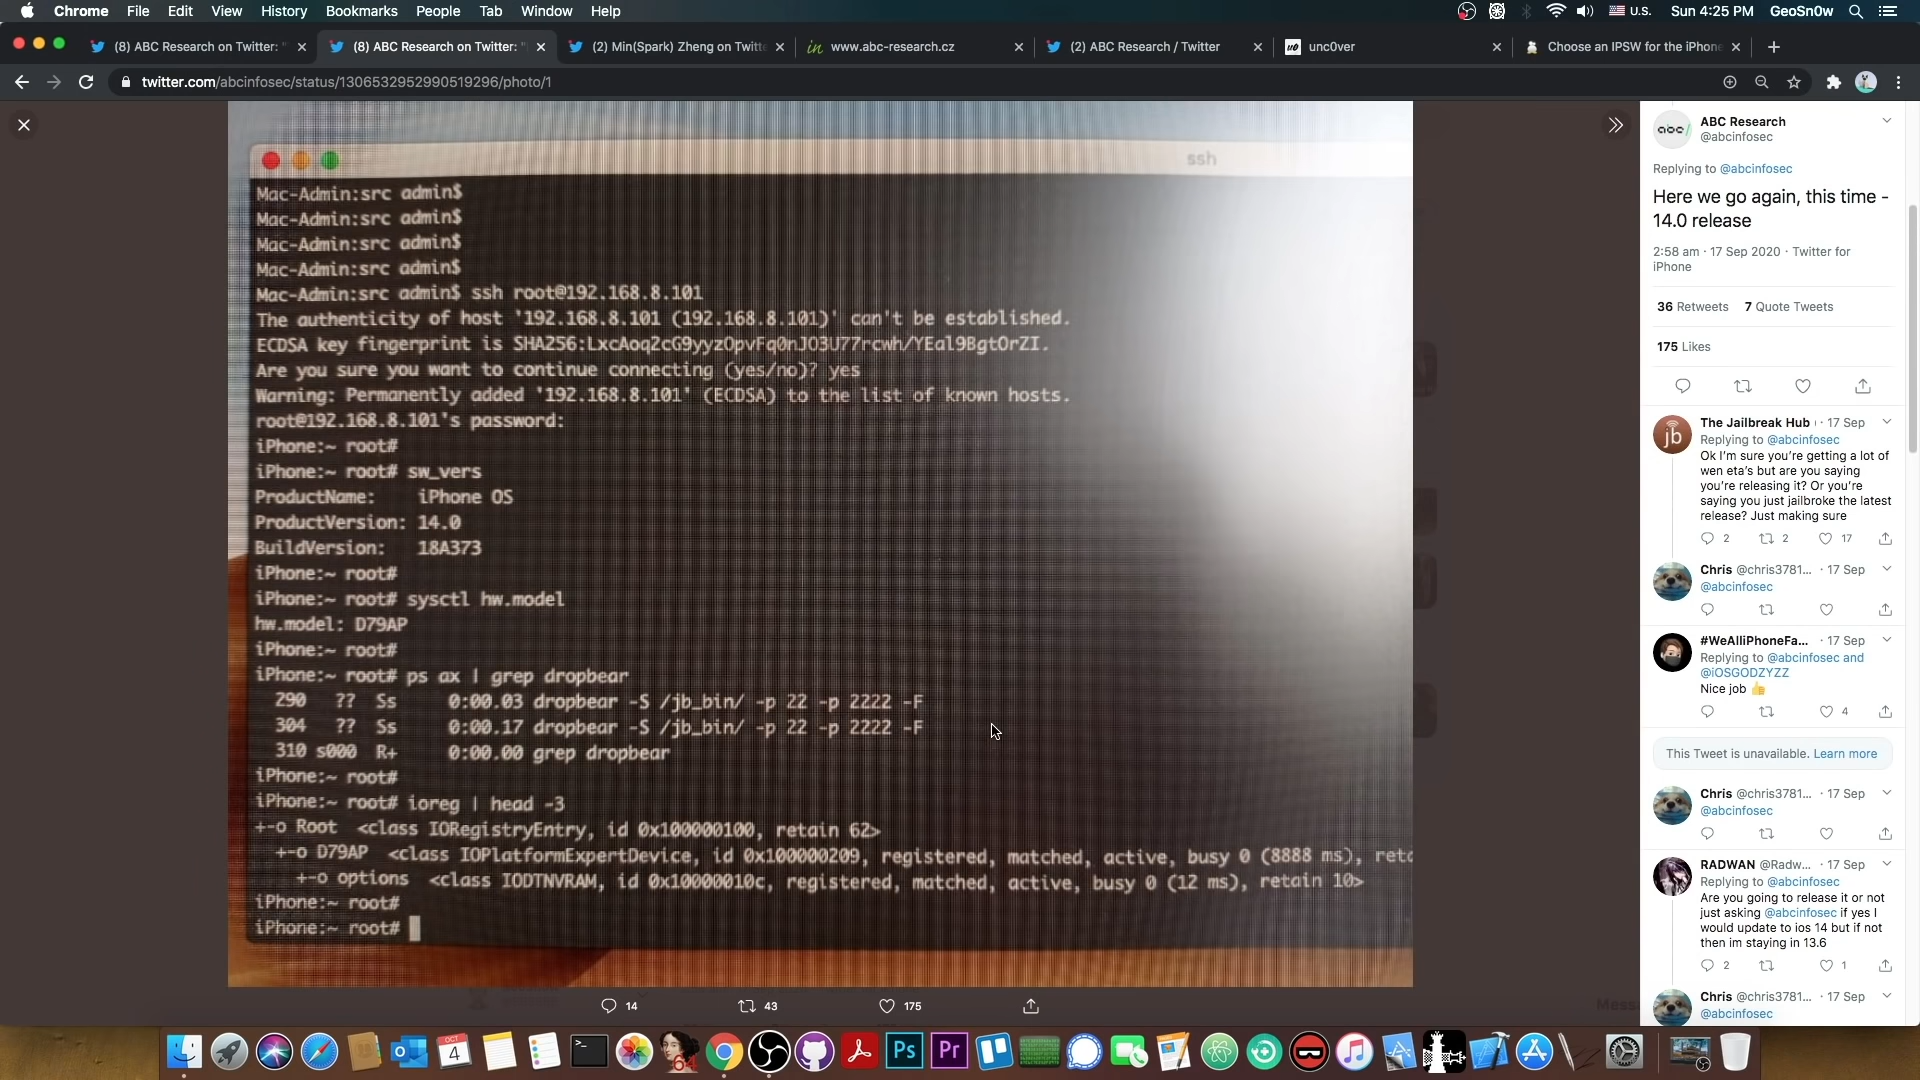 Chrome File Edit View History Bookmarks People Tab Window Help
U.S. Sun 4:25 PM GeoSn0w
(8) ABC Research on Twitter: "
(8) ABC Research on Twitter: "
(2) Min(Spark) Zheng on Twitte
in www.abc-research.cz
(2) ABC Research / Twitter
u0 unc0ver
Choose an IPSW for the iPhone
twitter.com/abcinfosec/status/1306532952990519296/photo/1
ssh
Mac-Admin:src admin$
Mac-Admin:src admin$
Mac-Admin:src admin$
Mac-Admin:src admin$
Mac-Admin:src admin$ ssh root@192.168.8.101
The authenticity of host '192.168.8.101 (192.168.8.101)' can't be established.
ECDSA key fingerprint is SHA256:LxcAoq2cG9yyzOpvFq0nJO3U77rcwh/YEal9BgtOrZI.
Are you sure you want to continue connecting (yes/no)? yes
Warning: Permanently added '192.168.8.101' (ECDSA) to the list of known hosts.
root@192.168.8.101's password:
iPhone:~ root#
iPhone:~ root# sw_vers
ProductName: iPhone OS
ProductVersion: 14.0
BuildVersion: 18A373
iPhone:~ root#
iPhone:~ root# sysctl hw.model
hw.model: D79AP
iPhone:~ root#
iPhone:~ root# ps ax | grep dropbear
290 ?? Ss 0:00.03 dropbear -S /jb_bin/ -p 22 -p 2222 -F
304 ?? Ss 0:00.17 dropbear -S /jb_bin/ -p 22 -p 2222 -F
310 s000 R+ 0:00.00 grep dropbear
iPhone:~ root#
iPhone:~ root# ioreg | head -3
+-o Root <class IORegistryEntry, id 0x100000100, retain 62>
+-o D79AP <class IOPlatformExpertDevice, id 0x100000209, registered, matched, active, busy 0 (8888 ms), reta
+-o options <class IODTNVRAM, id 0x10000010c, registered, matched, active, busy 0 (12 ms), retain 10>
iPhone:~ root#
iPhone:~ root#
14 43 175
abc/
ABC Research
@abcinfosec
Replying to @abcinfosec
Here we go again, this time -
14.0 release
2:58 am · 17 Sep 2020 · Twitter for
iPhone
36 Retweets 7 Quote Tweets
175 Likes
jb
The Jailbreak Hub · 17 Sep
Replying to @abcinfosec
Ok I'm sure you're getting a lot of
wen eta's but are you saying
you're releasing it? Or you're
saying you just jailbroke the latest
release? Just making sure
2 2 17
Chris @chris3781... · 17 Sep
@abcinfosec
#WeAlliPhoneFa... · 17 Sep
Replying to @abcinfosec and
@iOSGODZYZZ
Nice job 👍
4
This Tweet is unavailable. Learn more
Chris @chris3781... · 17 Sep
@abcinfosec
RADWAN @Radw... · 17 Sep
Replying to @abcinfosec
Are you going to release it or not
just asking @abcinfosec if yes I
would update to ios 14 but if not
then im staying in 13.6
2 1
Chris @chris3781... · 17 Sep
@abcinfosec
Messa
OCT
4
64
Ps
Pr